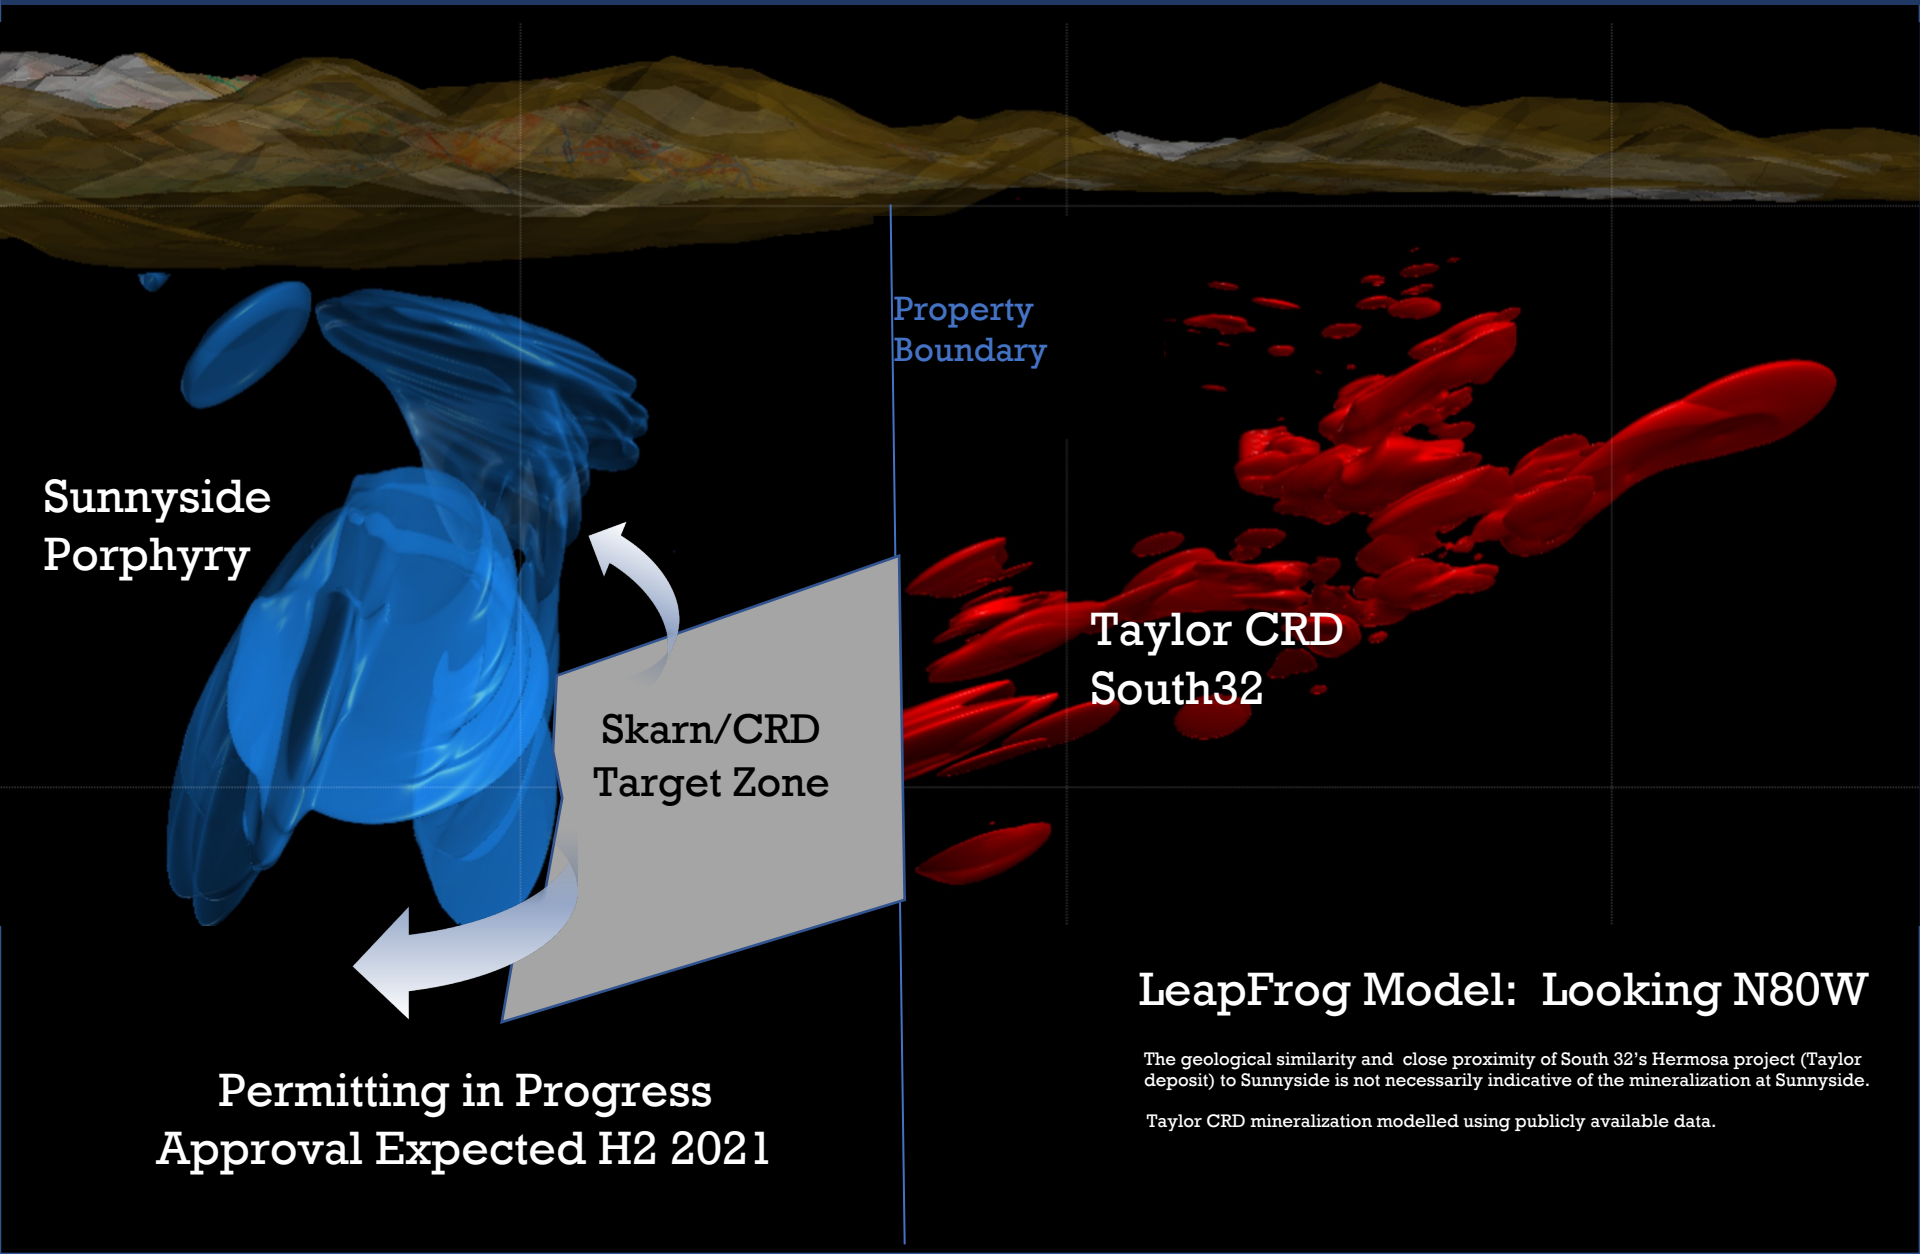 Property
Boundary
Sunnyside
Porphyry
Taylor CRD
South32
Skarn/CRD
Target Zone
LeapFrog Model:  Looking N80W
The geological similarity and  close proximity of South 32’s Hermosa project (Taylor
deposit) to Sunnyside is not necessarily indicative of the mineralization at Sunnyside.
Taylor CRD mineralization modelled using publicly available data.
Permitting in Progress
Approval Expected H2 2021